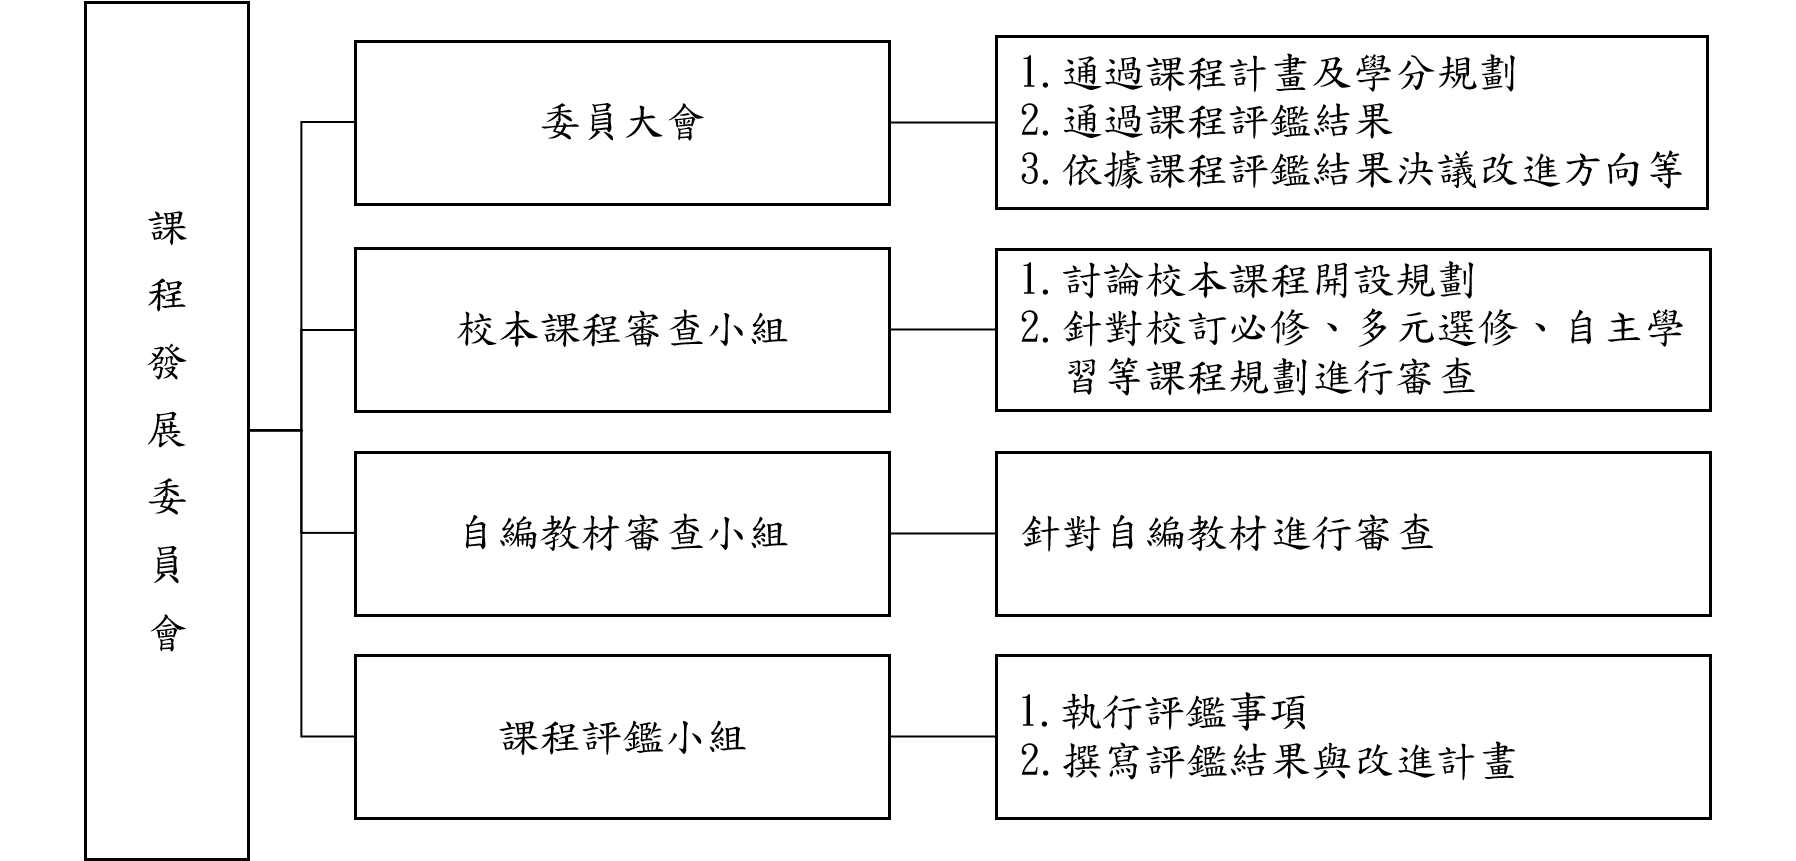 課程發展委員會
委員大會
1.通過課程計畫及學分規劃
2.通過課程評鑑結果
3.依據課程評鑑結果決議改進方向等
校本課程審查小組
1.討論校本課程開設規劃
2.針對校訂必修、多元選修、自主學
習等課程規劃進行審查
自編教材審查小組
針對自編教材進行審查
課程評鑑小組
1.執行評鑑事項
2.撰寫評鑑結果與改進計畫